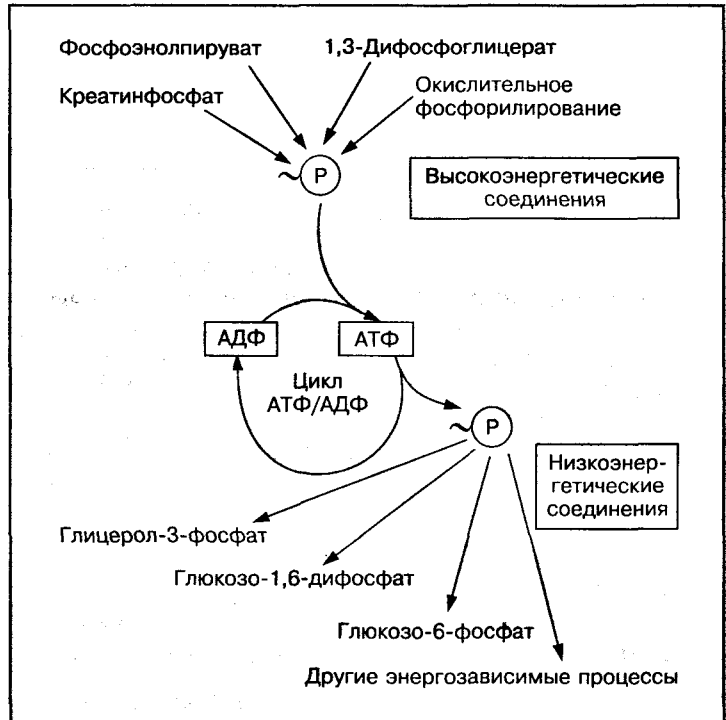 Фосфоэнолпируват
1,3-Дифосфоглицерат
Креатинфосфат
Окислительное
фосфорилирование
~P
Высокоэнергетические
соединения
АДФ
АТФ
Цикл
АТФ/АДФ
~P
Низкоэнер-
гетические
соединения
Глицерол-3-фосфат
Глюкозо-1,6-дифосфат
Глюкозо-6-фосфат
Другие энергозависимые процессы